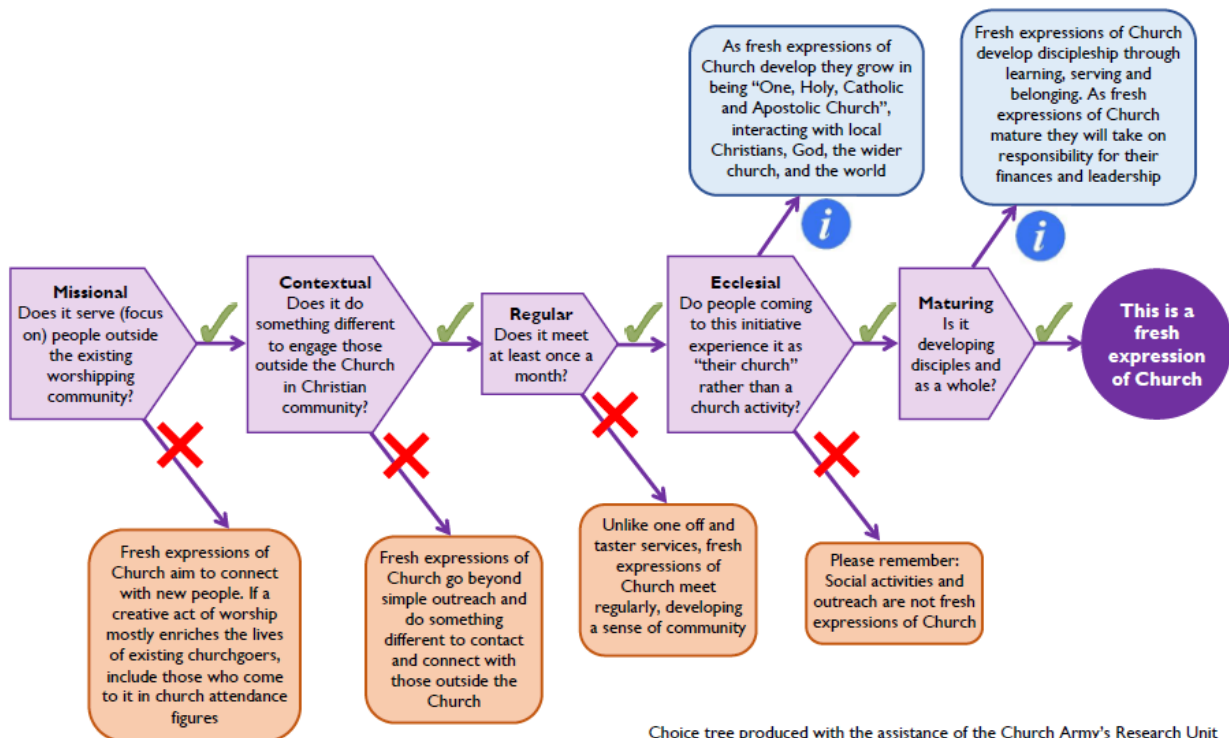 As fresh expressions of
Church develop they grow in
being “One, Holy, Catholic
and Apostolic Church”,
interacting with local
Christians, God, the wider
church, and the world
Fresh expressions of Church
develop discipleship through
learning, serving and
belonging. As fresh
expressions of Church
mature they will take on
responsibility for their
finances and leadership
i
i
Missional
Does it serve (focus
on) people outside
the existing
worshipping
community?
Contextual
Does it do
something different
to engage those
outside the Church
in Christian
community?
Regular
Does it meet
at least once a
month?
Ecclesial
Do people coming
to this initiative
experience it as
“their church”
rather than a
church activity?
Maturing
Is it
developing
disciples and
as a whole?
This is a
fresh
expression
of Church
Fresh expressions of
Church aim to connect
with new people. If a
creative act of worship
mostly enriches the lives
of existing churchgoers,
include those who come
to it in church attendance
figures
Fresh expressions of
Church go beyond
simple outreach and
do something
different to contact
and connect with
those outside the
Church
Unlike one off and
taster services, fresh
expressions of
Church meet
regularly, developing
a sense of community
Please remember:
Social activities and
outreach are not fresh
expressions of Church
Choice tree produced with the assistance of the Church Army’s Research Unit